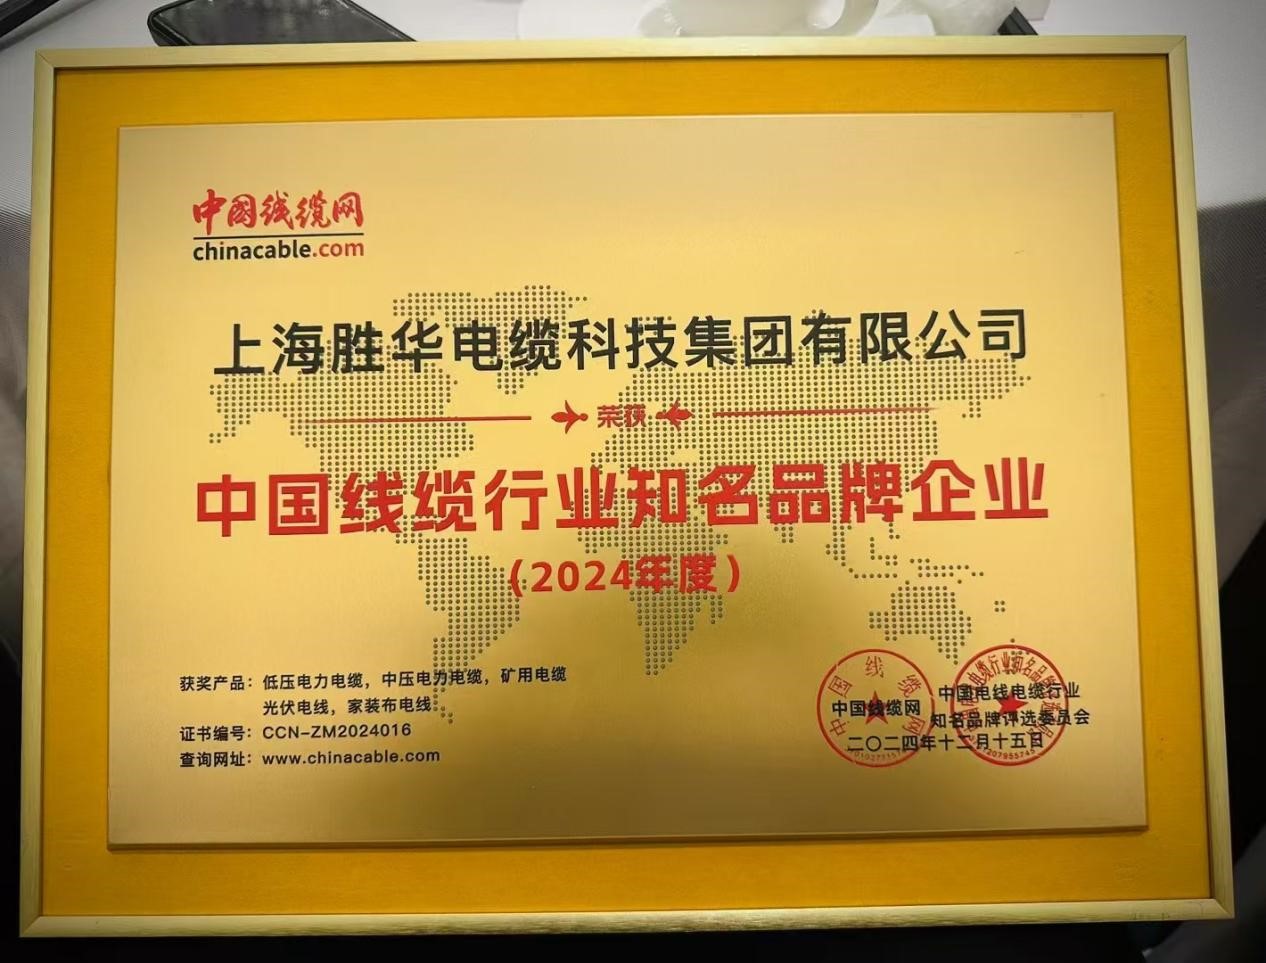 中国线缆网
chinacable.com
上海胜华电缆科技集团有限公司
荣获
中国线缆行业知名品牌企业
(2024年度)
获奖产品：低压电力电缆，中压电力电缆，矿用电缆
光伏电线，家装布电线
证书编号：CCN-ZM2024016
查询网址：www.chinacable.com
中国线缆网
中国线缆网
中国电线电缆行业
知名品牌评选委员会
二〇二四年十二月十五日